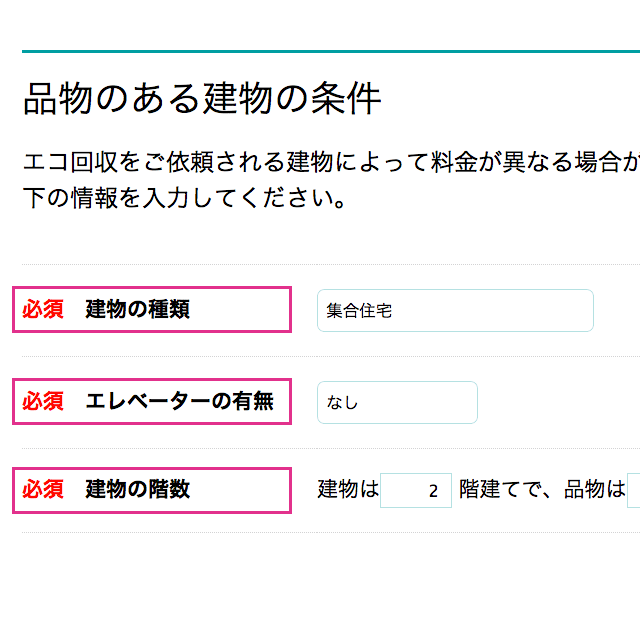 品物のある建物の条件
エコ回収をご依頼される建物によって料金が異なる場合が
下の情報を入力してください。
必須 建物の種類 集合住宅
必須 エレベーターの有無 なし
必須 建物の階数 建物は 2 階建てで、品物は